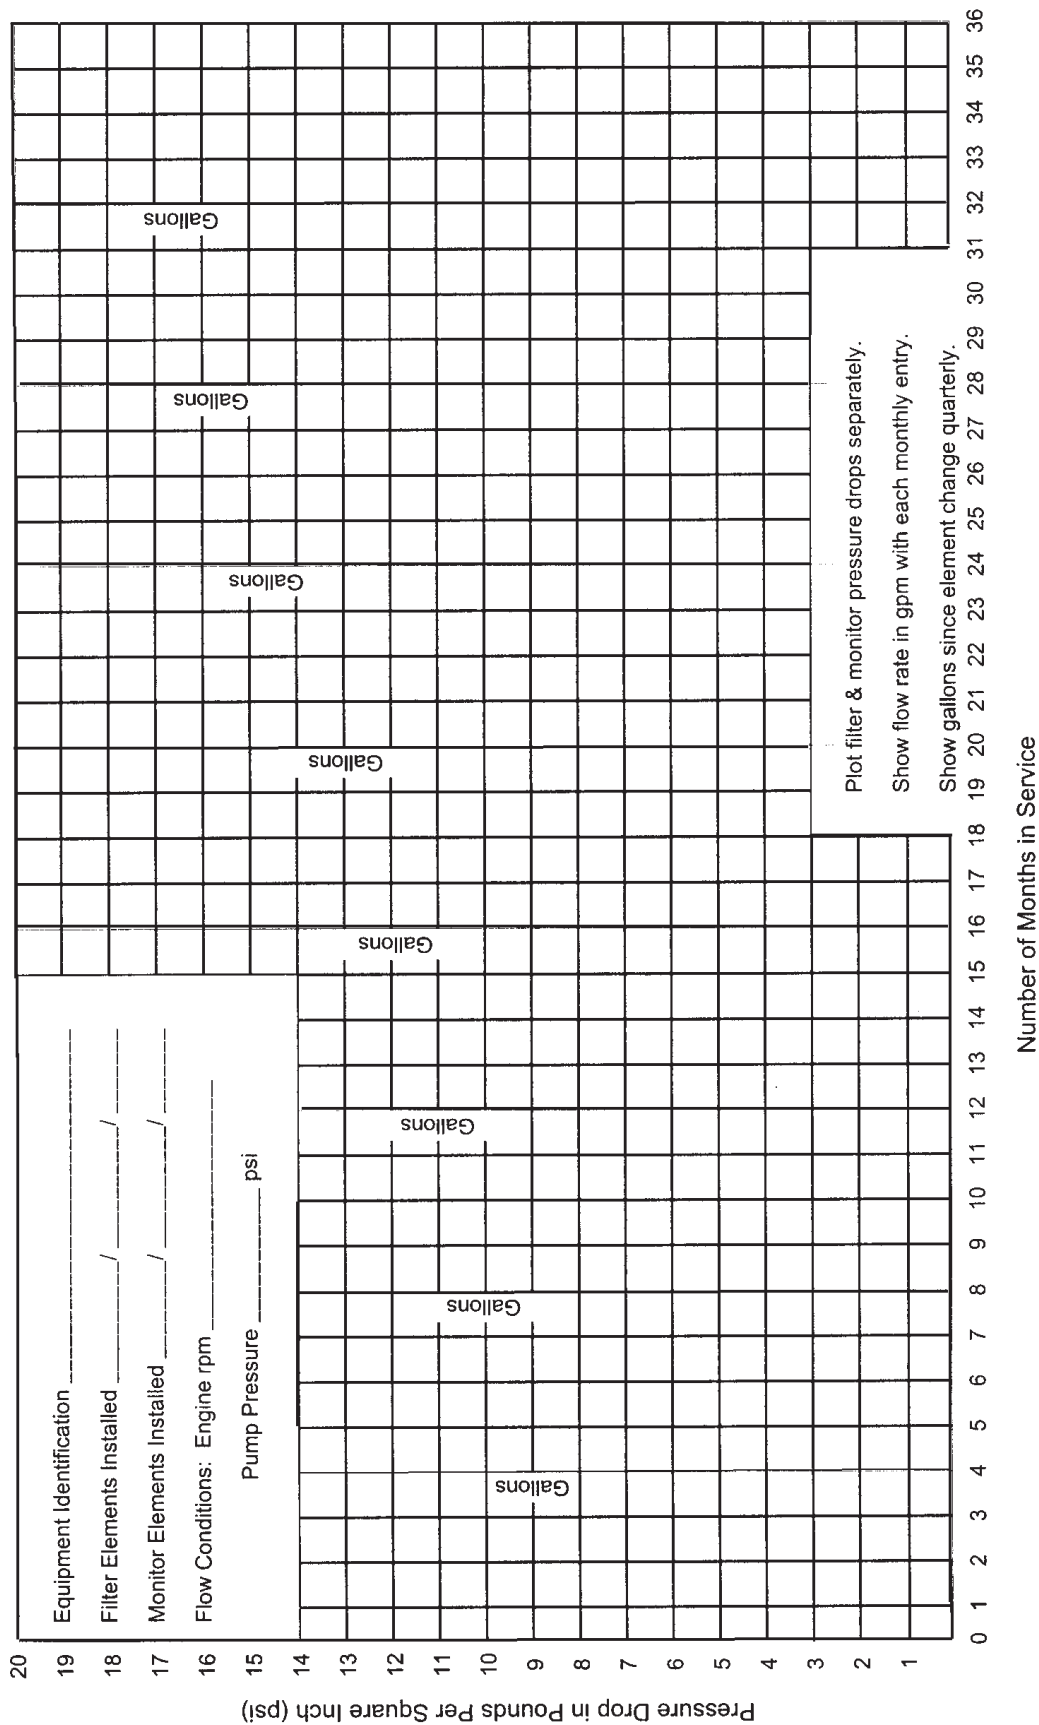 Equipment Identification
Filter Elements Installed / /
Monitor Elements Installed / /
Flow Conditions: Engine rpm
Pump Pressure psi
Pressure Drop in Pounds Per Square Inch (psi)
20
19
18
17
16
15
14
13
12
11
10
9
8
7
6
5
4
3
2
1
Gallons
Gallons
Gallons
Gallons
Gallons
Gallons
Gallons
Gallons
Plot filter & monitor pressure drops separately.
Show flow rate in gpm with each monthly entry.
Show gallons since element change quarterly.
0 1 2 3 4 5 6 7 8 9 10 11 12 13 14 15 16 17 18 19 20 21 22 23 24 25 26 27 28 29 30 31 32 33 34 35 36
Number of Months in Service